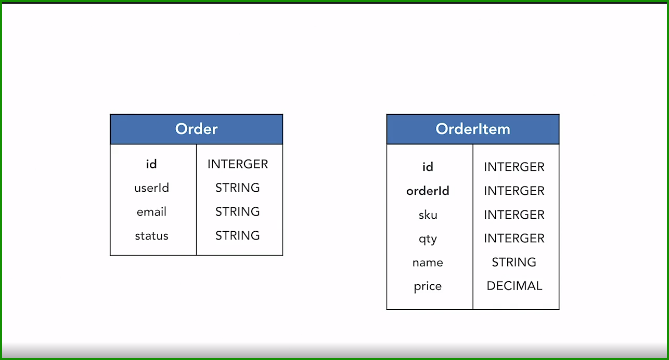 Order
id INTERGER
userId STRING
email STRING
status STRING
OrderItem
id INTERGER
orderId INTERGER
sku INTERGER
qty INTERGER
name STRING
price DECIMAL